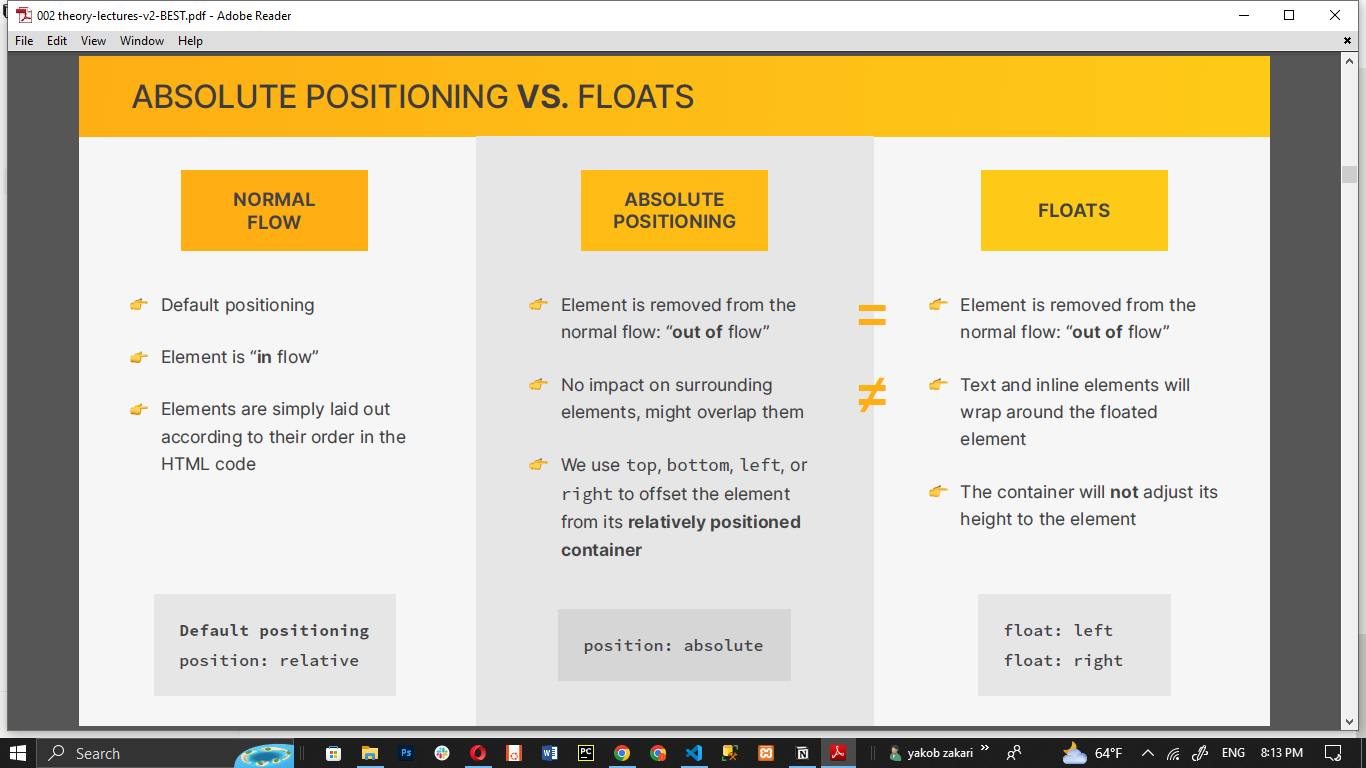 002 theory-lectures-v2-BEST.pdf - Adobe Reader
File Edit View Window Help
ABSOLUTE POSITIONING VS. FLOATS
NORMAL
FLOW
Default positioning
Element is “in flow”
Elements are simply laid out
according to their order in the
HTML code
Default positioning
position: relative
ABSOLUTE
POSITIONING
Element is removed from the
normal flow: “out of flow”
No impact on surrounding
elements, might overlap them
We use top, bottom, left, or
right to offset the element
from its relatively positioned
container
position: absolute
=
≠
FLOATS
Element is removed from the
normal flow: “out of flow”
Text and inline elements will
wrap around the floated
element
The container will not adjust its
height to the element
float: left
float: right
Search
Ps
W
PC
N
yakob zakari
64°F
ENG
8:13 PM